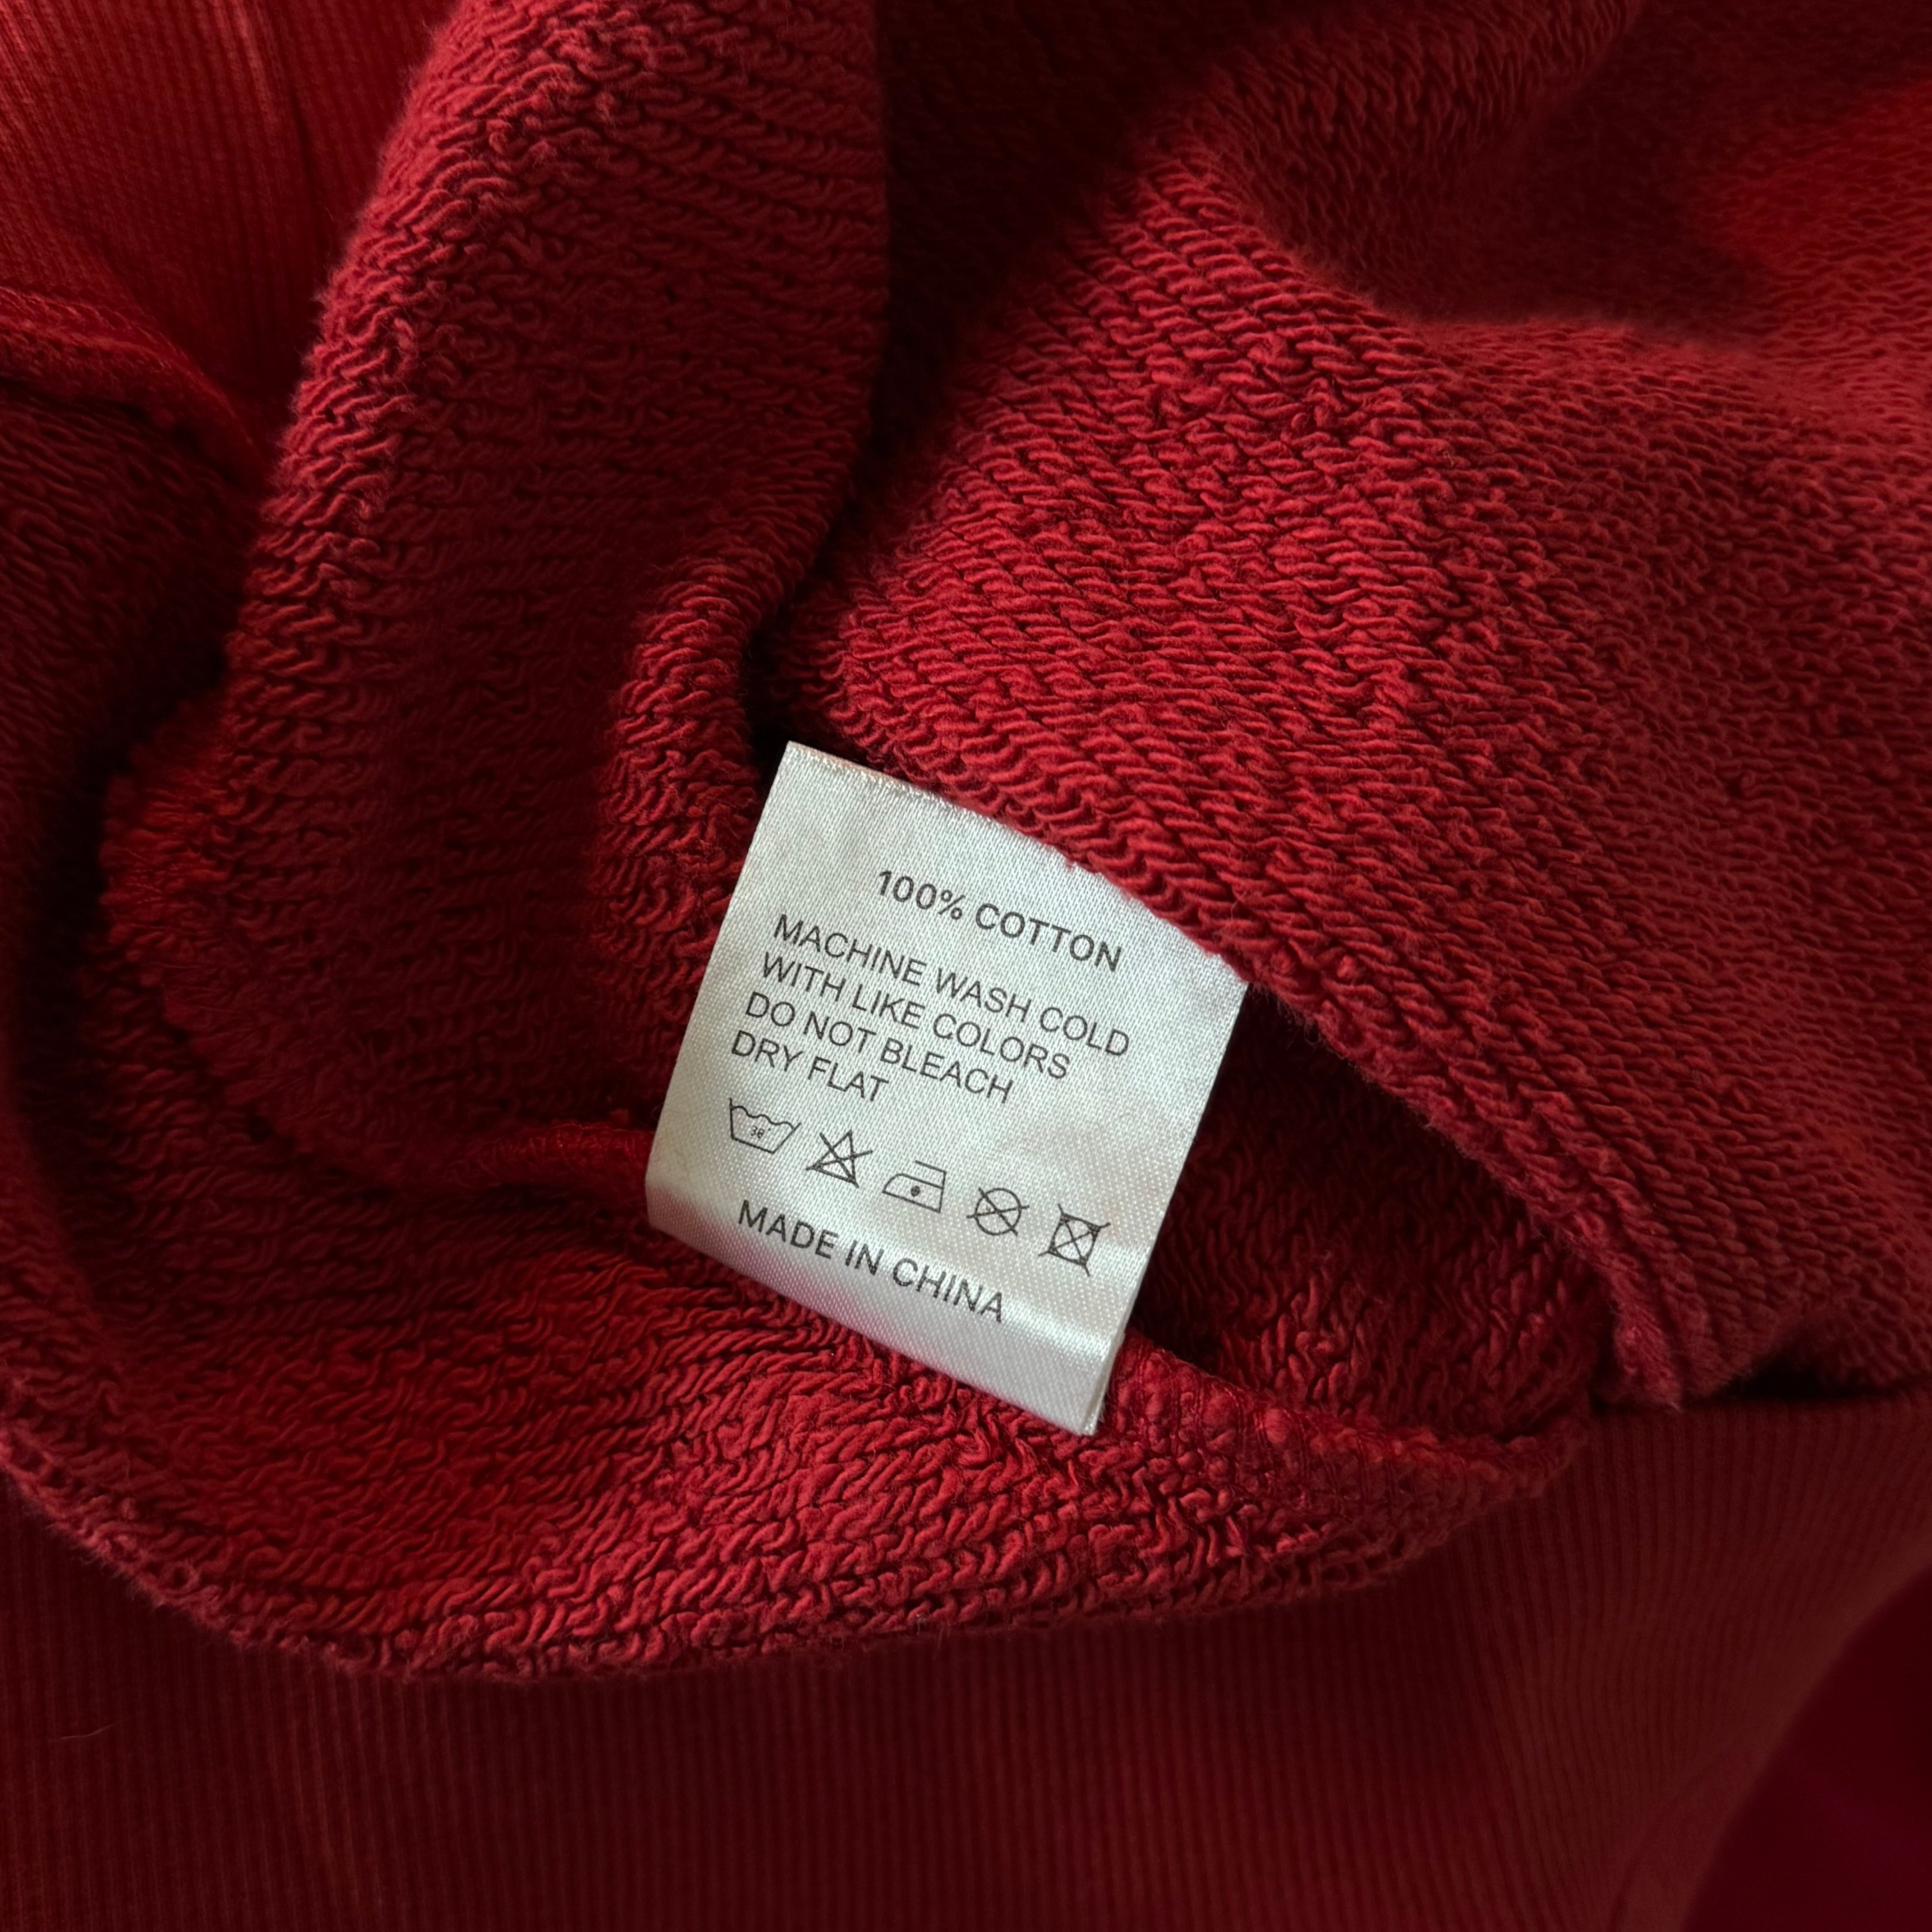 100% COTTON
MACHINE WASH COLD
WITH LIKE COLORS
DO NOT BLEACH
DRY FLAT
MADE IN CHINA